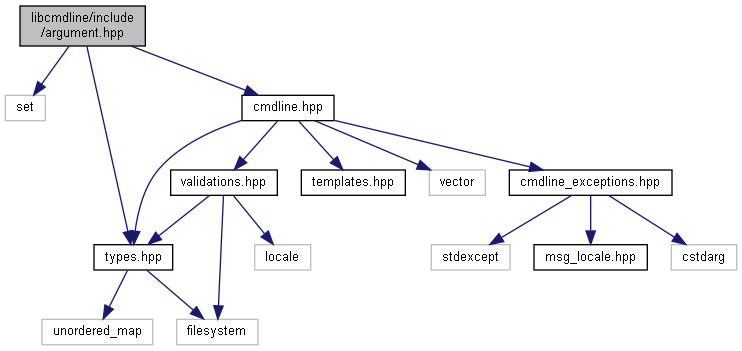 libcmdline/include
/argument.hpp
set
cmdline.hpp
validations.hpp
templates.hpp
vector
cmdline_exceptions.hpp
types.hpp
locale
stdexcept
msg_locale.hpp
cstdarg
unordered_map
filesystem